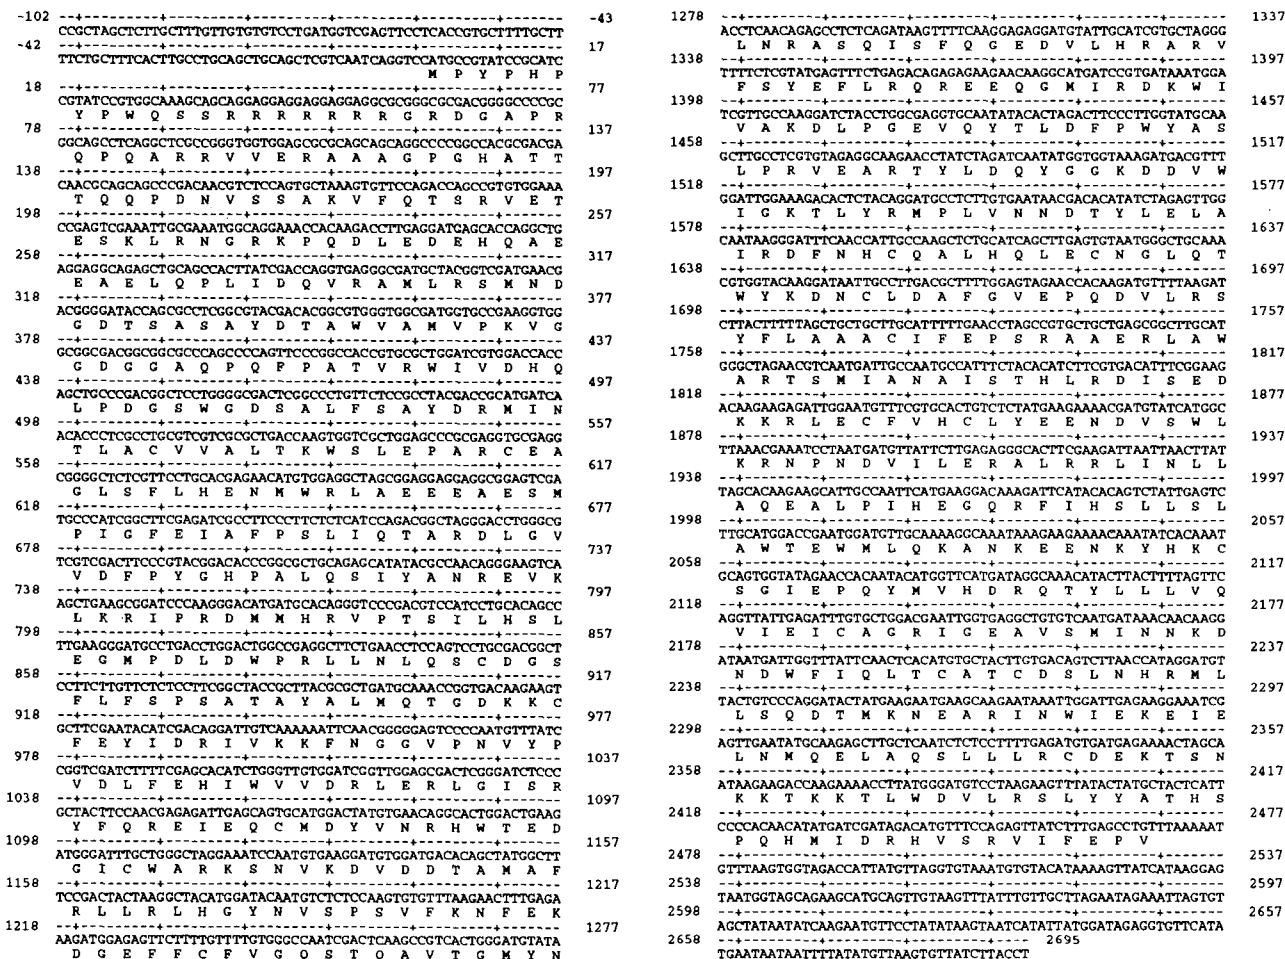 -102 --+---------+---------+---------+---------+---------+------- -43
CCGCTAGCTCTTGCTTTGTTGTGTGTCCTGATGGTCGAGTTCCTCACCGTGCTTTTGCTT
-42 --+---------+---------+---------+---------+---------+------- 17
TTCTGCTTTCACTTGCCTGCAGCTGCAGCTCGTCAATCAGGTCCATGCCGTATCCGCATC
M P Y P H P
18 --+---------+---------+---------+---------+---------+------- 77
CGTATCCGTGGCAAAGCAGCAGGAGGAGGAGGAGGAGGCGCGGGCGCGACGGGGCCCCGC
Y P W Q S S R R R R R R G R D G A P R
78 --+---------+---------+---------+---------+---------+------- 137
GGCAGCCTCAGGCTCGCCGGGTGGTGGAGCGCGCAGCAGCAGGCCCCGGCCACGCGACGA
Q P Q A R R V V E R A A A G P G H A T T
138 --+---------+---------+---------+---------+---------+------- 197
CAACGCAGCAGCCCGACAACGTCTCCAGTGCTAAAGTGTTCCAGACCAGCCGTGTGGAAA
T Q Q P D N V S S A K V F Q T S R V E T
198 --+---------+---------+---------+---------+---------+------- 257
CCGAGTCGAAATTGCGAAATGGCAGGAAACCACAAGACCTTGAGGATGAGCACCAGGCTG
E S K L R N G R K P Q D L E D E H Q A E
258 --+---------+---------+---------+---------+---------+------- 317
AGGAGGCAGAGCTGCAGCCACTTATCGACCAGGTGAGGGCGATGCTACGGTCGATGAACG
E A E L Q P L I D Q V R A M L R S M N D
318 --+---------+---------+---------+---------+---------+------- 377
ACGGGGATACCAGCGCCTCGGCGTACGACACGGCGTGGGTGGCGATGGTGCCGAAGGTGG
G D T S A S A Y D T A W V A M V P K V G
378 --+---------+---------+---------+---------+---------+------- 437
GCGGCGACGGCGGCGCCCAGCCCCAGTTCCCGGCCACCGTGCGCTGGATCGTGGACCACC
G D G G A Q P Q F P A T V R W I V D H Q
438 --+---------+---------+---------+---------+---------+------- 497
AGCTGCCCGACGGCTCCTGGGGCGACTCGGCCCTGTTCTCCGCCTACGACCGCATGATCA
L P D G S W G D S A L F S A Y D R M I N
498 --+---------+---------+---------+---------+---------+------- 557
ACACCCTCGCCTGCGTCGTCGCGCTGACCAAGTGGTCGCTGGAGCCCGCGAGGTGCGAGG
T L A C V V A L T K W S L E P A R C E A
558 --+---------+---------+---------+---------+---------+------- 617
CGGGGCTCTCGTTCCTGCACGAGAACATGTGGAGGCTAGCGGAGGAGGAGGCGGAGTCGA
G L S F L H E N M W R L A E E E A E S M
618 --+---------+---------+---------+---------+---------+------- 677
TGCCCATCGGCTTCGAGATCGCCTTCCCTTCTCTCATCCAGACGGCTAGGGACCTGGGCG
P I G F E I A F P S L I Q T A R D L G V
678 --+---------+---------+---------+---------+---------+------- 737
TCGTCGACTTCCCGTACGGACACCCGGCGCTGCAGAGCATATACGCCAACAGGGAAGTCA
V D F P Y G H P A L Q S I Y A N R E V K
738 --+---------+---------+---------+---------+---------+------- 797
AGCTGAAGCGGATCCCAAGGGACATGATGCACAGGGTCCCGACGTCCATCCTGCACAGCC
L K R I P R D M M H R V P T S I L H S L
798 --+---------+---------+---------+---------+---------+------- 857
TTGAAGGGATGCCTGACCTGGACTGGCCGAGGCTTCTGAACCTCCAGTCCTGCGACGGCT
E G M P D L D W P R L L N L Q S C D G S
858 --+---------+---------+---------+---------+---------+------- 917
CCTTCTTGTTCTCTCCTTCGGCTACCGCTTACGCGCTGATGCAAACCGGTGACAAGAAGT
F L F S P S A T A Y A L M Q T G D K K C
918 --+---------+---------+---------+---------+---------+------- 977
GCTTCGAATACATCGACAGGATTGTCAAAAAATTCAACGGGGGAGTCCCCAATGTTTATC
F E Y I D R I V K K F N G G V P N V Y P
978 --+---------+---------+---------+---------+---------+------- 1037
CGGTCGATCTTTTCGAGCACATCTGGGTTGTGGATCGGTTGGAGCGACTCGGGATCTCCC
V D L F E H I W V V D R L E R L G I S R
1038 --+---------+---------+---------+---------+---------+------- 1097
GCTACTTCCAACGAGAGATTGAGCAGTGCATGGACTATGTGAACAGGCACTGGACTGAAG
Y F Q R E I E Q C M D Y V N R H W T E D
1098 --+---------+---------+---------+---------+---------+------- 1157
ATGGGATTTGCTGGGCTAGGAAATCCAATGTGAAGGATGTGGATGACACAGCTATGGCTT
G I C W A R K S N V K D V D D T A M A F
1158 --+---------+---------+---------+---------+---------+------- 1217
TCCGACTACTAAGGCTACATGGATACAATGTCTCTCCAAGTGTGTTTAAGAACTTTGAGA
R L L R L H G Y N V S P S V F K N F E K
1218 --+---------+---------+---------+---------+---------+------- 1277
AAGATGGAGAGTTCTTTTGTTTTGTGGGCCAATCGACTCAAGCCGTCACTGGGATGTATA
D G E F F C F V G Q S T Q A V T G M Y N
1278 --+---------+---------+---------+---------+---------+------- 1337
ACCTCAACAGAGCCTCTCAGATAAGTTTTCAAGGAGAGGATGTATTGCATCGTGCTAGGG
L N R A S Q I S F Q G E D V L H R A R V
1338 --+---------+---------+---------+---------+---------+------- 1397
TTTTCTCGTATGAGTTTCTGAGACAGAGAGAAGAACAAGGCATGATCCGTGATAAATGGA
F S Y E F L R Q R E E Q G M I R D K W I
1398 --+---------+---------+---------+---------+---------+------- 1457
TCGTTGCCAAGGATCTACCTGGCGAGGTGCAATATACACTAGACTTCCCTTGGTATGCAA
V A K D L P G E V Q Y T L D F P W Y A S
1458 --+---------+---------+---------+---------+---------+------- 1517
GCTTGCCTCGTGTAGAGGCAAGAACCTATCTAGATCAATATGGTGGTAAAGATGACGTTT
L P R V E A R T Y L D Q Y G G K D D V W
1518 --+---------+---------+---------+---------+---------+------- 1577
GGATTGGAAAGACACTCTACAGGATGCCTCTTGTGAATAACGACACATATCTAGAGTTGG
I G K T L Y R M P L V N N D T Y L E L A
1578 --+---------+---------+---------+---------+---------+------- 1637
CAATAAGGGATTTCAACCATTGCCAAGCTCTGCATCAGCTTGAGTGTAATGGGCTGCAAA
I R D F N H C Q A L H Q L E C N G L Q T
1638 --+---------+---------+---------+---------+---------+------- 1697
CGTGGTACAAGGATAATTGCCTTGACGCTTTTGGAGTAGAACCACAAGATGTTTTAAGAT
W Y K D N C L D A F G V E P Q D V L R S
1698 --+---------+---------+---------+---------+---------+------- 1757
CTTACTTTTTAGCTGCTGCTTGCATTTTTGAACCTAGCCGTGCTGCTGAGCGGCTTGCAT
Y F L A A A C I F E P S R A A E R L A W
1758 --+---------+---------+---------+---------+---------+------- 1817
GGGCTAGAACGTCAATGATTGCCAATGCCATTTCTACACATCTTCGTGACATTTCGGAAG
A R T S M I A N A I S T H L R D I S E D
1818 --+---------+---------+---------+---------+---------+------- 1877
ACAAGAAGAGATTGGAATGTTTCGTGCACTGTCTCTATGAAGAAAACGATGTATCATGGC
K K R L E C F V H C L Y E E N D V S W L
1878 --+---------+---------+---------+---------+---------+------- 1937
TTAAACGAAATCCTAATGATGTTATTCTTGAGAGGGCACTTCGAAGATTAATTAACTTAT
K R N P N D V I L E R A L R R L I N L L
1938 --+---------+---------+---------+---------+---------+------- 1997
TAGCACAAGAAGCATTGCCAATTCATGAAGGACAAAGATTCATACACAGTCTATTGAGTC
A Q E A L P I H E G Q R F I H S L L S L
1998 --+---------+---------+---------+---------+---------+------- 2057
TTGCATGGACCGAATGGATGTTGCAAAAGGCAAATAAAGAAGAAAACAAATATCACAAAT
A W T E W M L Q K A N K E E N K Y H K C
2058 --+---------+---------+---------+---------+---------+------- 2117
GCAGTGGTATAGAACCACAATACATGGTTCATGATAGGCAAACATACTTACTTTTAGTTC
S G I E P Q Y M V H D R Q T Y L L L V Q
2118 --+---------+---------+---------+---------+---------+------- 2177
AGGTTATTGAGATTTGTGCTGGACGAATTGGTGAGGCTGTGTCAATGATAAACAACAAGG
V I E I C A G R I G E A V S M I N N K D
2178 --+---------+---------+---------+---------+---------+------- 2237
ATAATGATTGGTTTATTCAACTCACATGTGCTACTTGTGACAGTCTTAACCATAGGATGT
N D W F I Q L T C A T C D S L N H R M L
2238 --+---------+---------+---------+---------+---------+------- 2297
TACTGTCCCAGGATACTATGAAGAATGAAGCAAGAATAAATTGGATTGAGAAGGAAATCG
L S Q D T M K N E A R I N W I E K E I E
2298 --+---------+---------+---------+---------+---------+------- 2357
AGTTGAATATGCAAGAGCTTGCTCAATCTCTCCTTTTGAGATGTGATGAGAAAACTAGCA
L N M Q E L A Q S L L L R C D E K T S N
2358 --+---------+---------+---------+---------+---------+------- 2417
ATAAGAAGACCAAGAAAACCTTATGGGATGTCCTAAGAAGTTTATACTATGCTACTCATT
K K T K K T L W D V L R S L Y Y A T H S
2418 --+---------+---------+---------+---------+---------+------- 2477
CCCCACAACATATGATCGATAGACATGTTTCCAGAGTTATCTTTGAGCCTGTTTAAAAAT
P Q H M I D R H V S R V I F E P V
2478 --+---------+---------+---------+---------+---------+------- 2537
GTTTAAGTGGTAGACCATTATGTTAGGTGTAAATGTGTACATAAAAGTTATCATAAGGAG
2538 --+---------+---------+---------+---------+---------+------- 2597
TAATGGTAGCAGAAGCATGCAGTTGTAAGTTTATTTGTTGCTTAGAATAGAAATTAGTGT
2598 --+---------+---------+---------+---------+---------+------- 2657
AGCTATAATATCAAGAATGTTCCTATATAAGTAATCATATTATGGATAGAGGTGTTCATA
2658 --+---------+---------+---------+----- 2695
TGAATAATAATTTTATATGTTAAGTGTTATCTTACCT